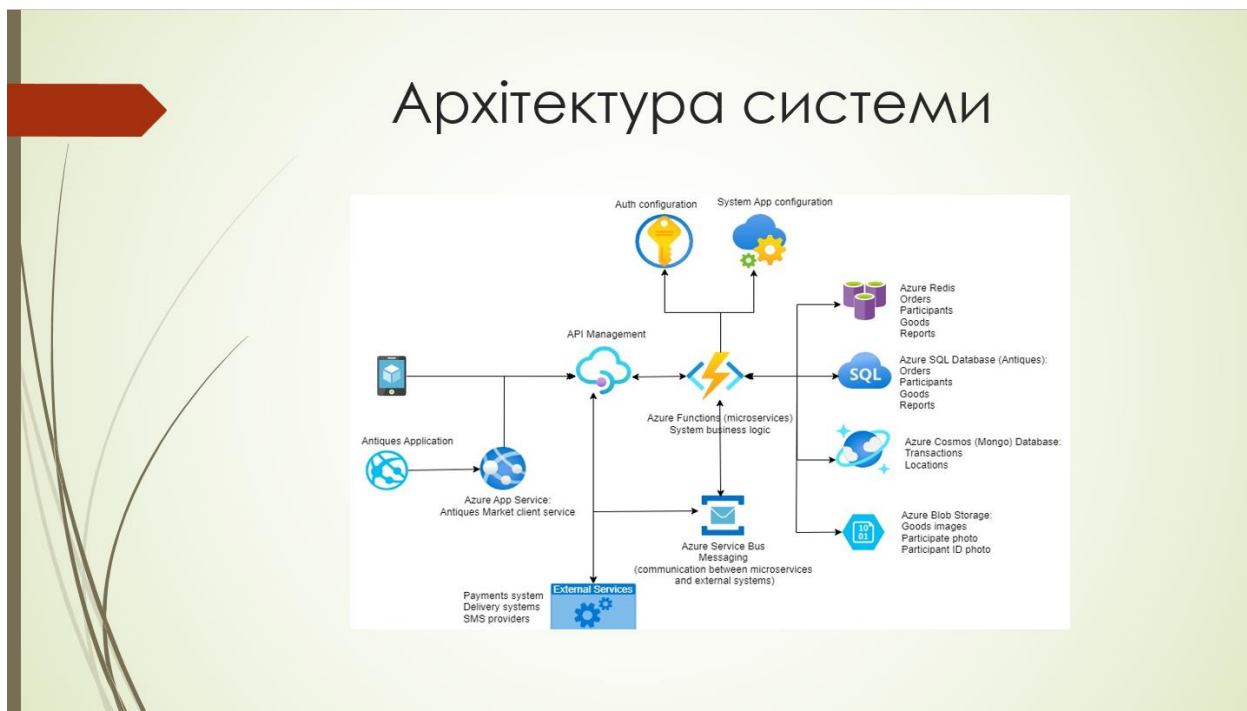 Архітектура системи
Auth configuration
System App configuration
Azure Redis
Orders
Participants
Goods
Reports
API Management
SQL
Azure SQL Database (Antiques):
Orders
Participants
Goods
Reports
Azure Functions (microservices)
System business logic
Antiques Application
Azure Cosmos (Mongo) Database:
Transactions
Locations
Azure App Service:
Antiques Market client service
10
01
Azure Blob Storage:
Goods images
Participate photo
Participant ID photo
Azure Service Bus
Messaging
(communication between microservices
and external systems)
Payments system
Delivery systems
SMS providers
External Services